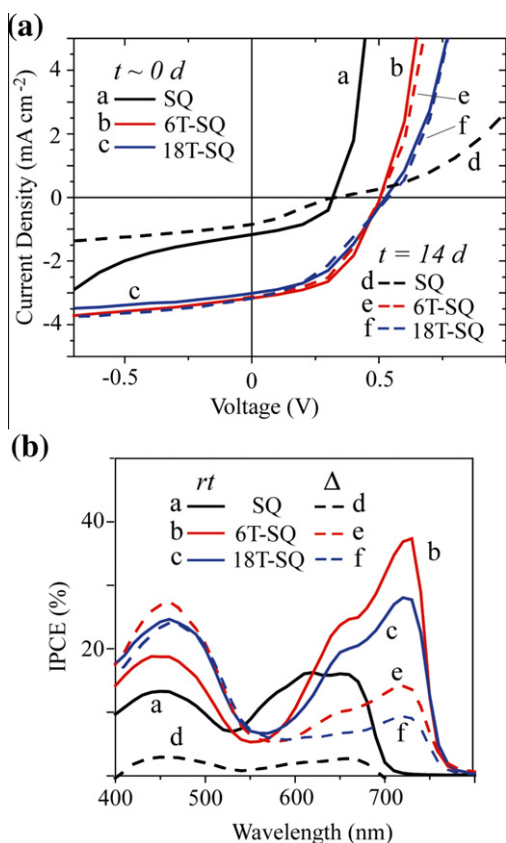 (a)
t ~ 0 d
a SQ
b 6T-SQ
c 18T-SQ
a
b
e
f
d
c
t = 14 d
d SQ
e 6T-SQ
f 18T-SQ
4
2
0
-2
-4
Current Density (mA cm-2)
-0.5 0 0.5
Voltage (V)
(b)
rt Δ
a SQ d
b 6T-SQ e
c 18T-SQ f
b
c
a
e
d
f
40
20
IPCE (%)
400 500 600 700
Wavelength (nm)